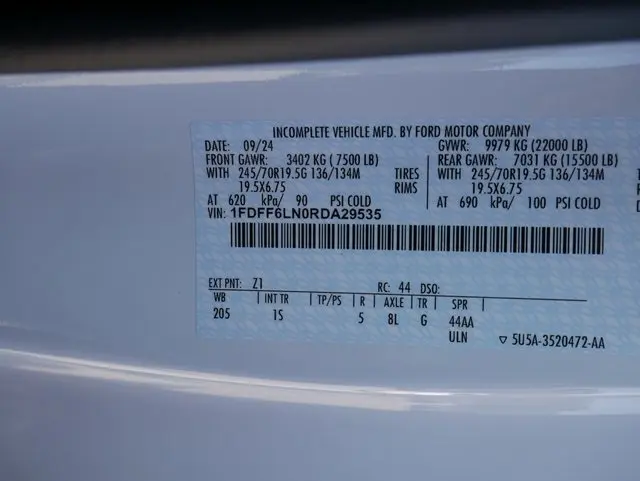 INCOMPLETE VEHICLE MFD. BY FORD MOTOR COMPANY
DATE: 09/24 GVWR: 9979 KG (22000 LB)
FRONT GAWR: 3402 KG ( 7500 LB) REAR GAWR: 7031 KG (15500 LB)
WITH 245/70R19.5G 136/134M TIRES WITH 245/70R19.5G 136/134M
19.5X6.75 RIMS 19.5X6.75
AT 620 kPa/ 90 PSI COLD AT 690 kPa/ 100 PSI COLD
VIN: 1FDFF6LN0RDA29535
EXT PNT: Z1 RC: 44 DSO:
WB INT TR TP/PS R AXLE TR SPR
205 1S 5 8L G 44AA
ULN ▽ 5U5A-3520472-AA